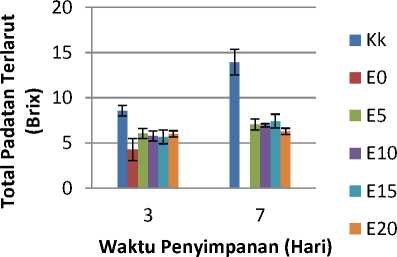 Total Padatan Terlarut
(Brix)
20
15
10
5
0
3
7
Waktu Penyimpanan (Hari)
Kk
E0
E5
E10
E15
E20